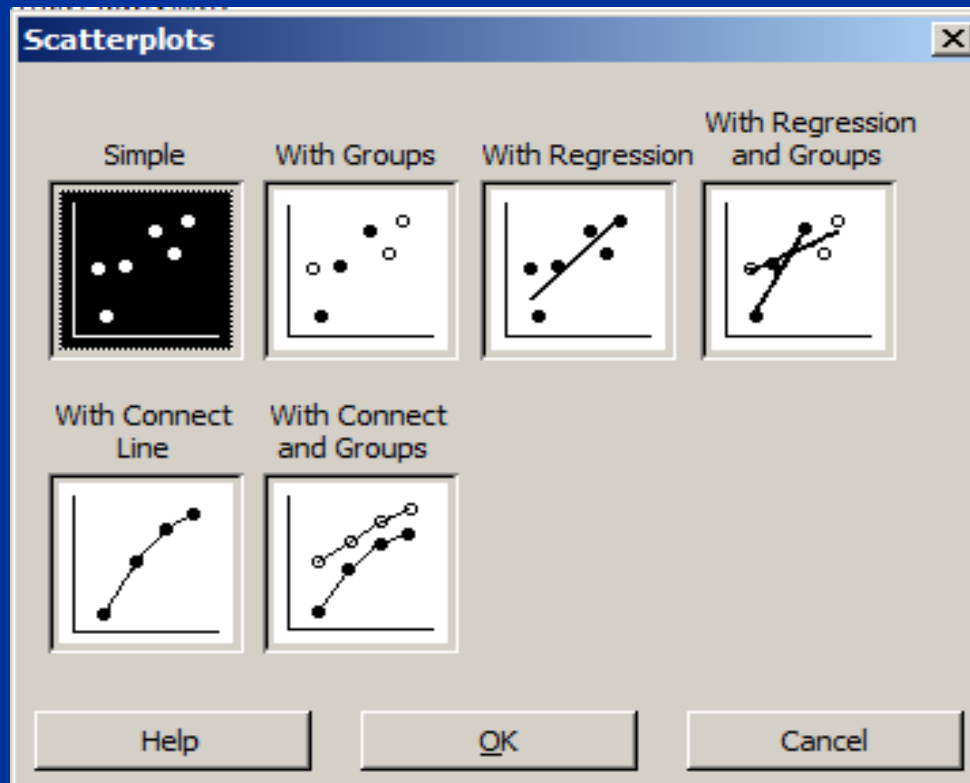 Scatterplots
Simple
With Groups
With Regression
With Regression
and Groups
With Connect
Line
With Connect
and Groups
Help
OK
Cancel